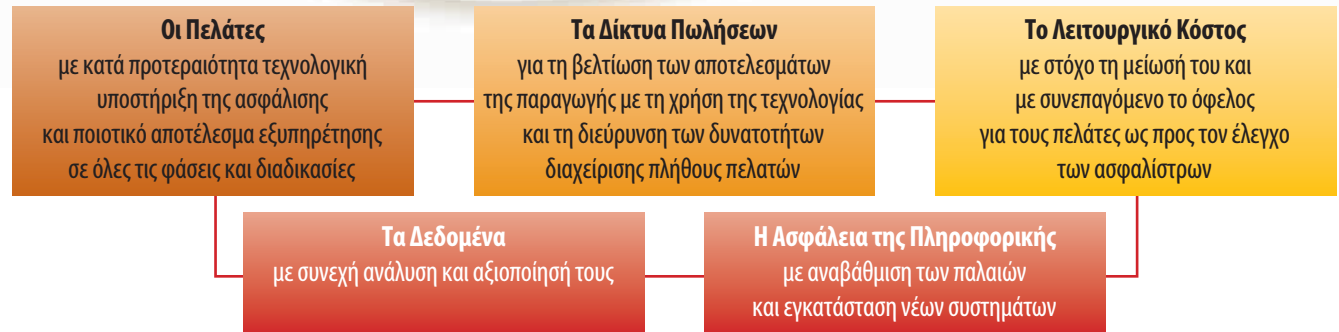 Οι Πελάτες
με κατά προτεραιότητα τεχνολογική
υποστήριξη της ασφάλισης
και ποιοτικό αποτέλεσμα εξυπηρέτησης
σε όλες τις φάσεις και διαδικασίες
Τα Δίκτυα Πωλήσεων
για τη βελτίωση των αποτελεσμάτων
της παραγωγής με τη χρήση της τεχνολογίας
και τη διεύρυνση των δυνατοτήτων
διαχείρισης πλήθους πελατών
Το Λειτουργικό Κόστος
με στόχο τη μείωσή του και
με συνεπαγόμενο το όφελος
για τους πελάτες ως προς τον έλεγχο
των ασφαλίστρων
Τα Δεδομένα
με συνεχή ανάλυση και αξιοποίησή τους
Η Ασφάλεια της Πληροφορικής
με αναβάθμιση των παλαιών
και εγκατάσταση νέων συστημάτων